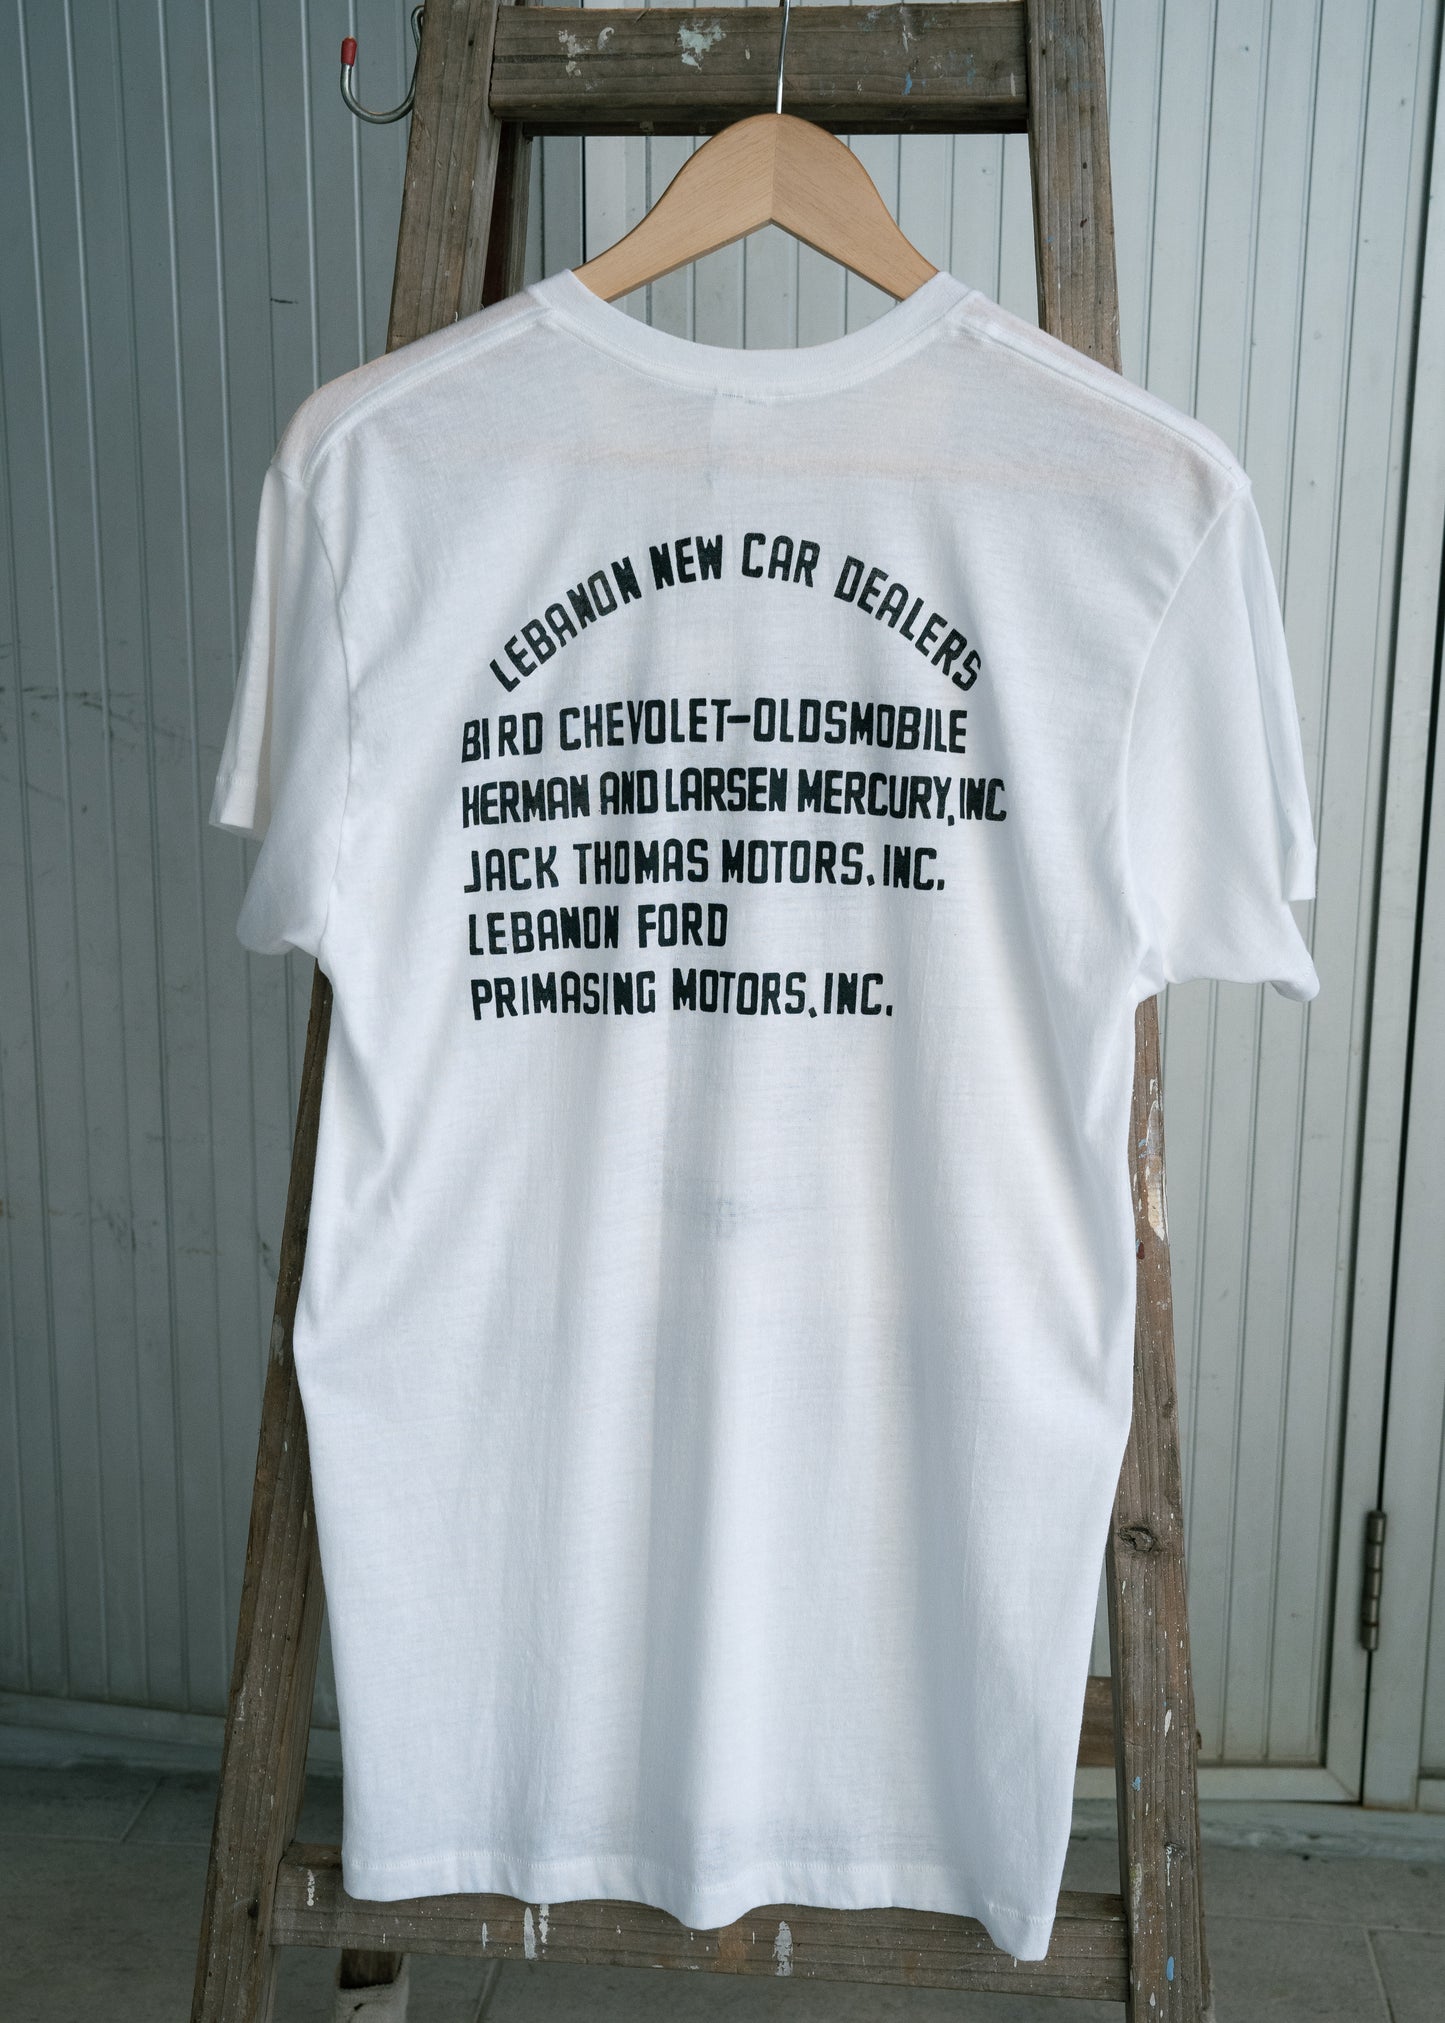 LEBANON NEW CAR DEALERS
BIRD CHEVOLET-OLDSMOBILE
HERMAN AND LARSEN MERCURY, INC
JACK THOMAS MOTORS, INC.
LEBANON FORD
PRIMASING MOTORS, INC.